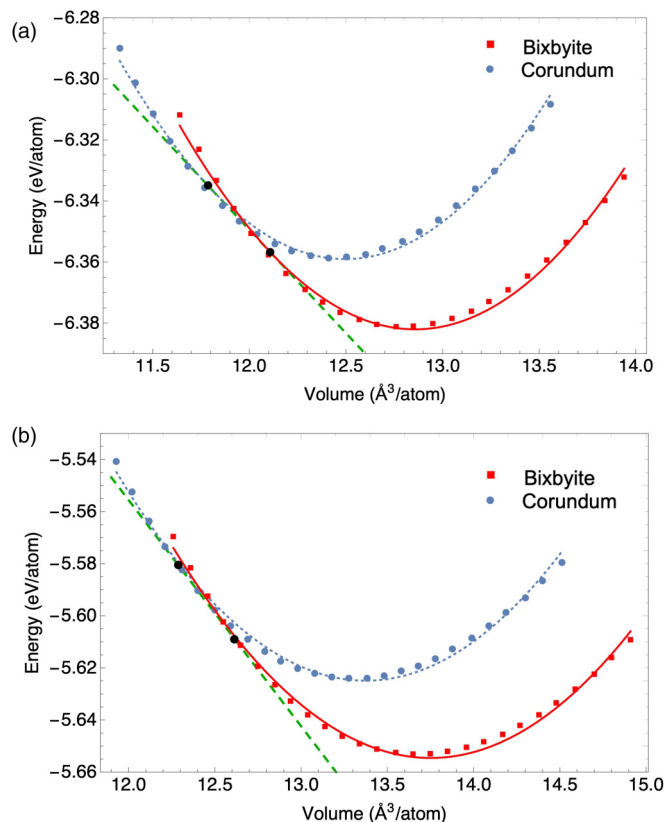 (a)
−6.28
−6.30
−6.32
−6.34
−6.36
−6.38
Energy (eV/atom)
Bixbyite
Corundum
11.5 12.0 12.5 13.0 13.5 14.0
Volume (Å³/atom)
(b)
−5.54
−5.56
−5.58
−5.60
−5.62
−5.64
−5.66
Energy (eV/atom)
Bixbyite
Corundum
12.0 12.5 13.0 13.5 14.0 14.5 15.0
Volume (Å³/atom)